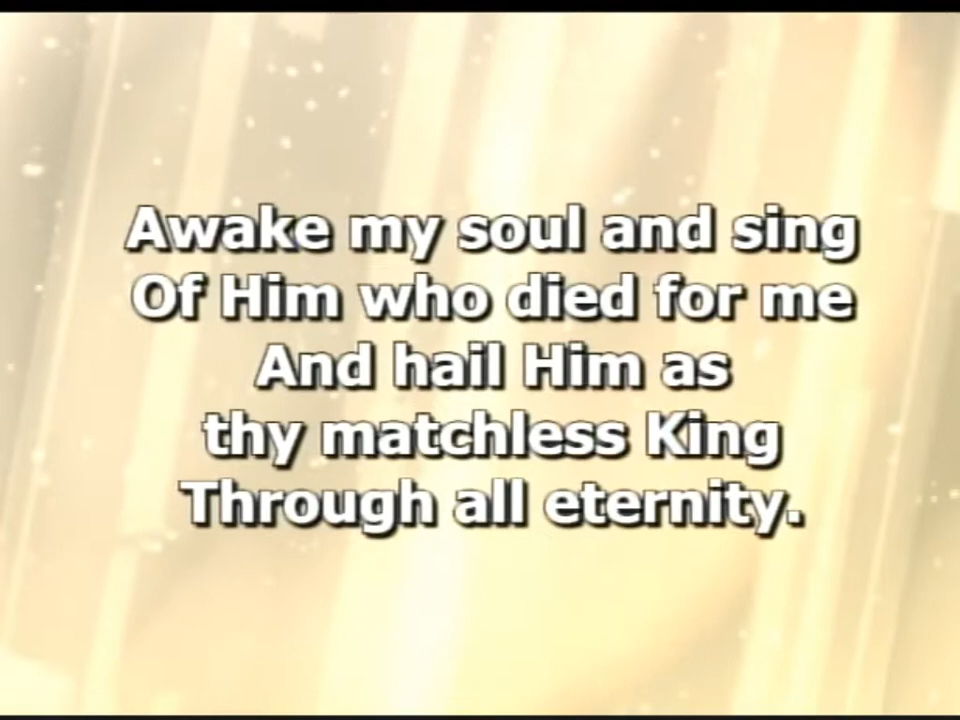 Awake my soul and sing
Of Him who died for me
And hail Him as
thy matchless King
Through all eternity.